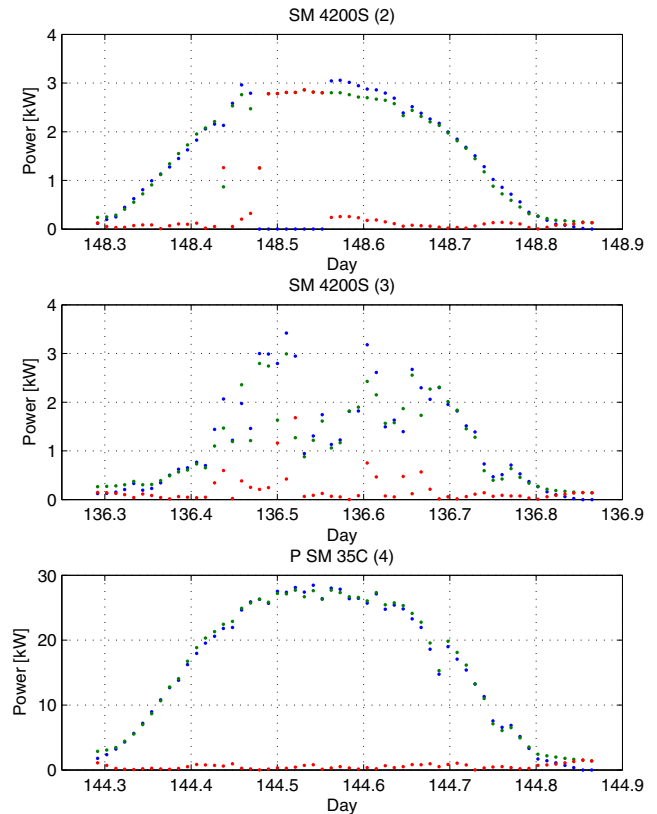 SM 4200S (2)
4
3
2
1
0
Power [kW]
148.3 148.4 148.5 148.6 148.7 148.8 148.9
Day
SM 4200S (3)
4
3
2
1
0
Power [kW]
136.3 136.4 136.5 136.6 136.7 136.8 136.9
Day
P SM 35C (4)
30
20
10
0
Power [kW]
144.3 144.4 144.5 144.6 144.7 144.8 144.9
Day